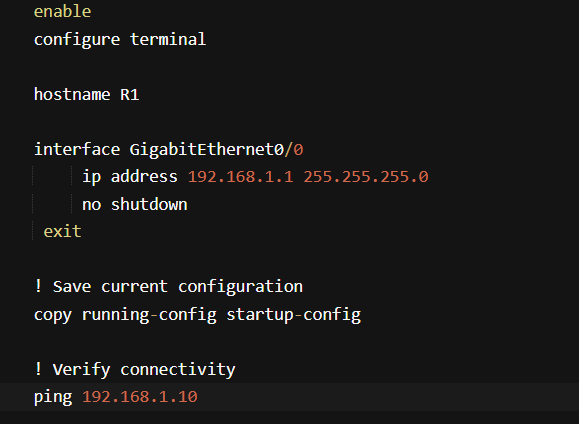 enable
configure terminal
hostname R1
interface GigabitEthernet0/0
ip address 192.168.1.1 255.255.255.0
no shutdown
exit
! Save current configuration
copy running-config startup-config
! Verify connectivity
ping 192.168.1.10